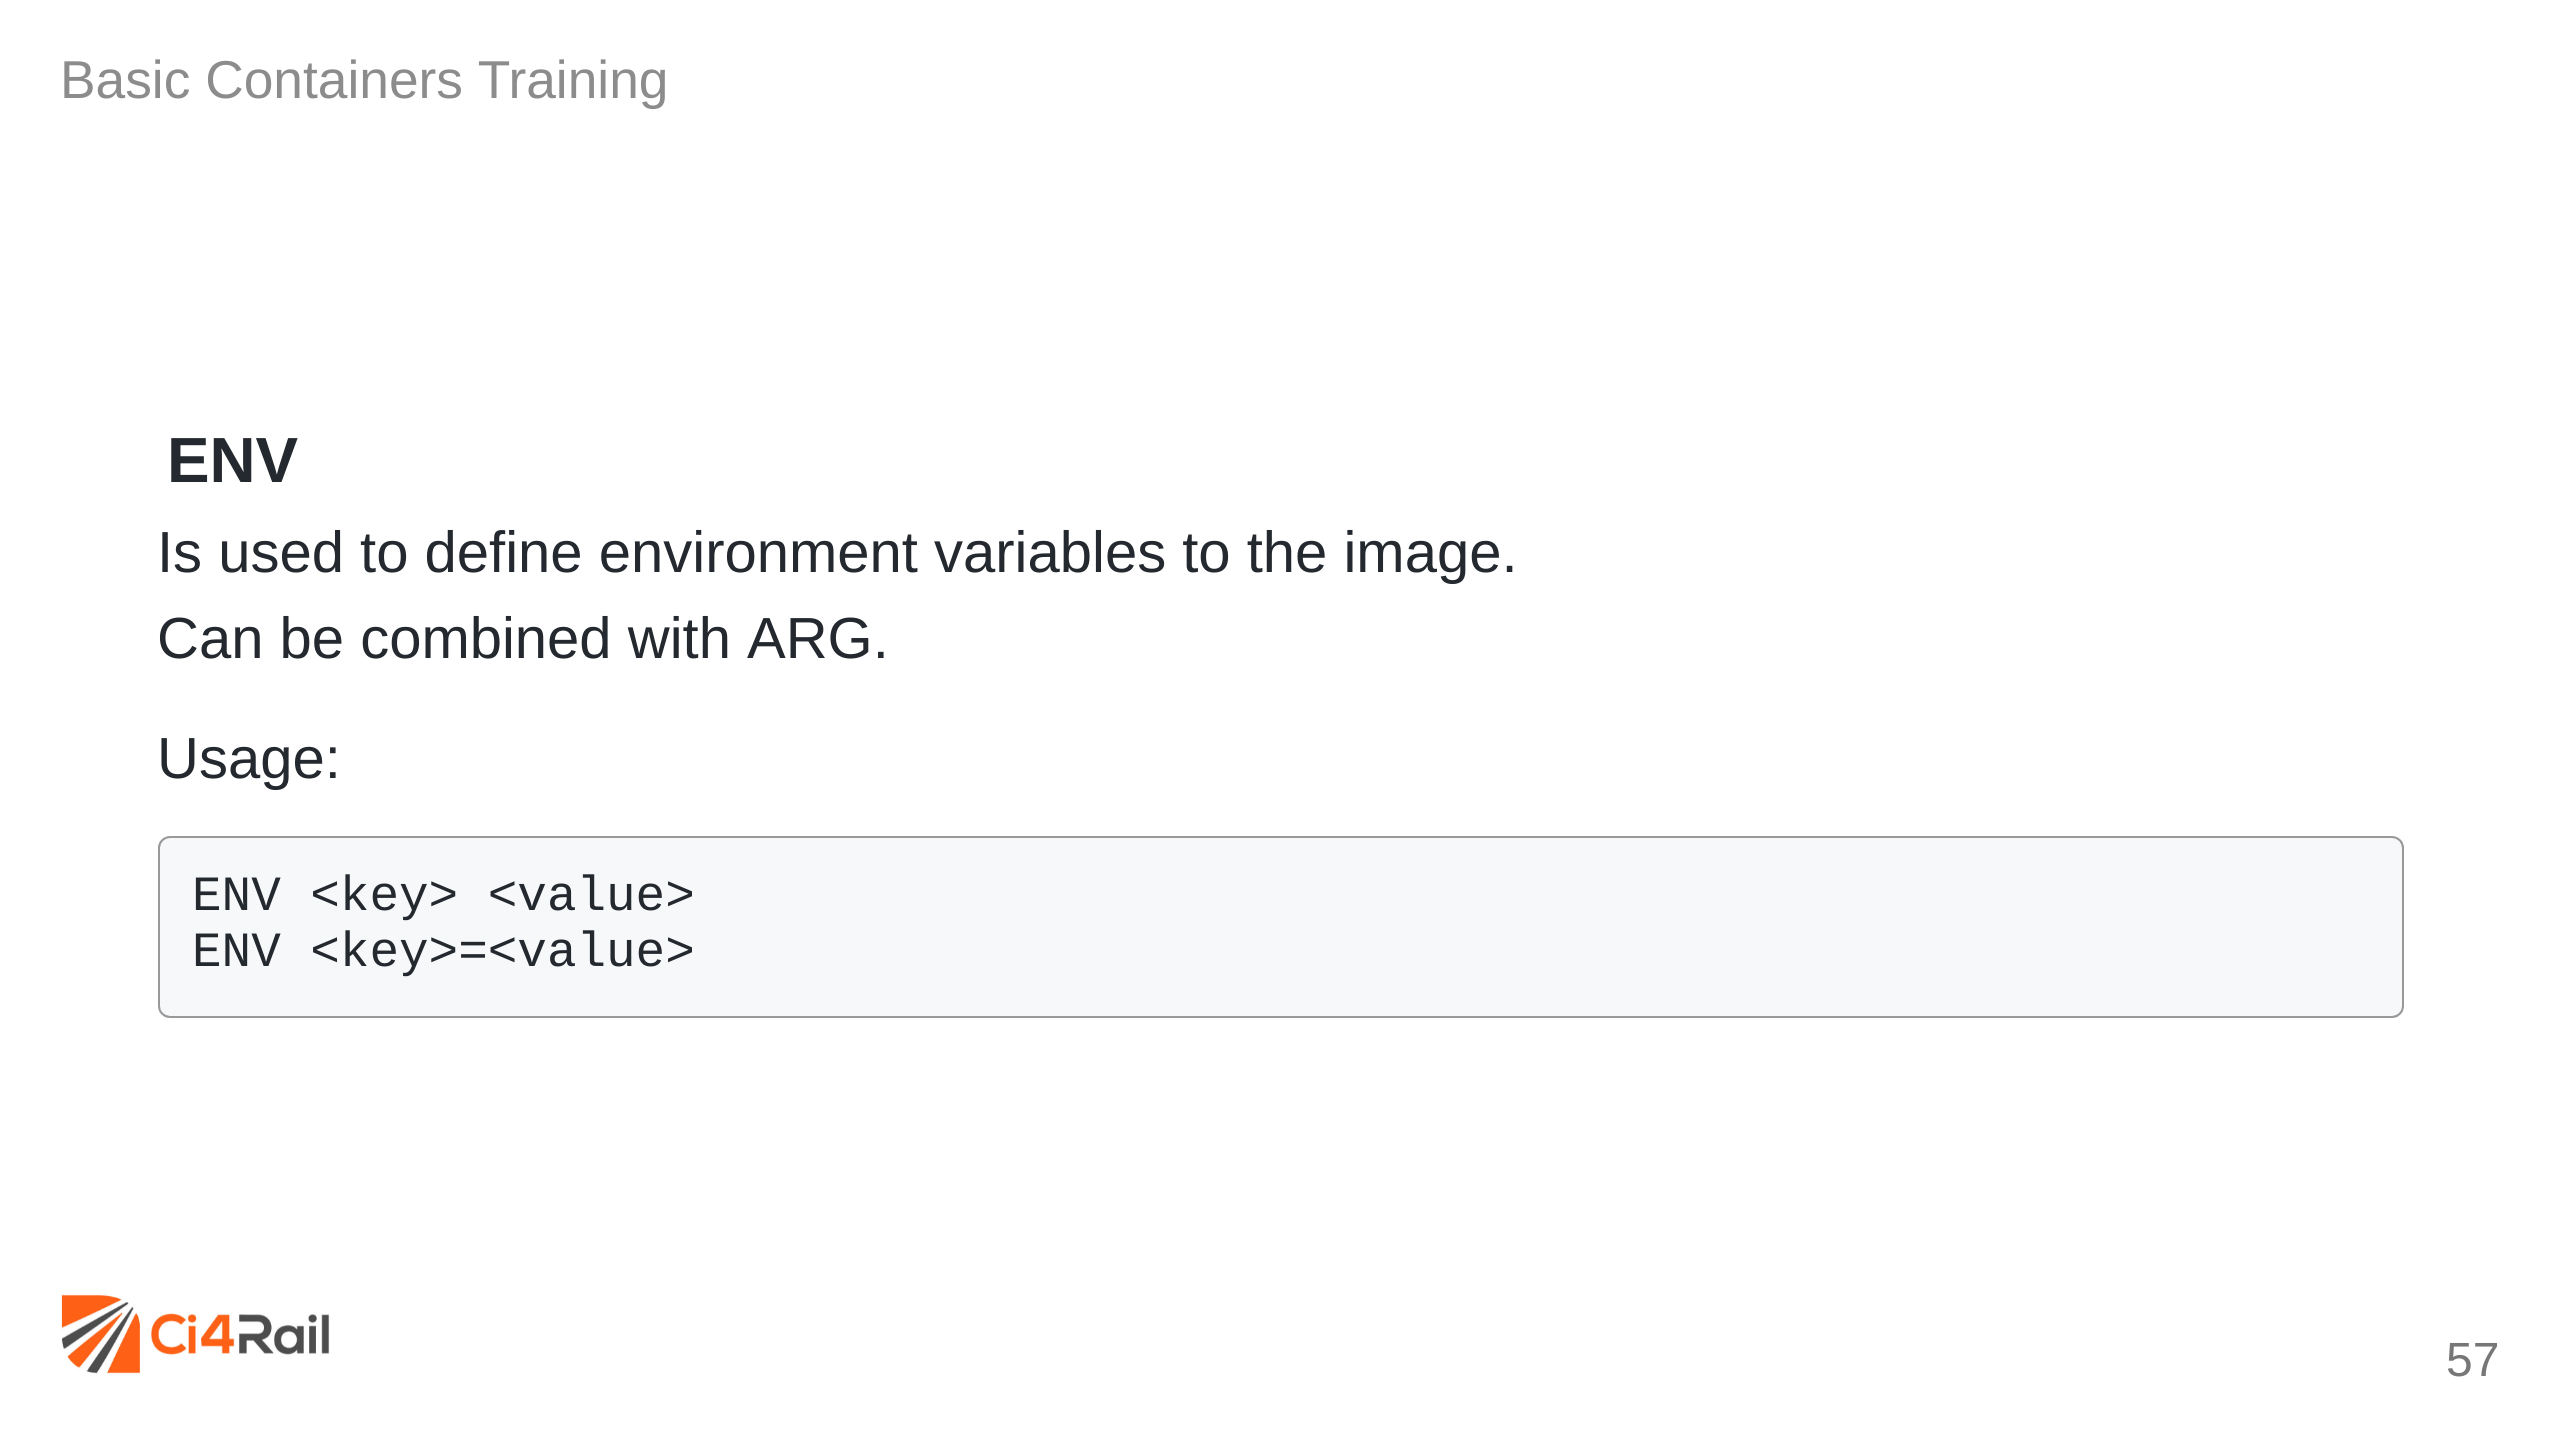 Basic Containers Training
ENV
Is used to define environment variables to the image.
Can be combined with ARG.
Usage:
ENV <key> <value>
ENV <key>=<value>
Ci4Rail
57